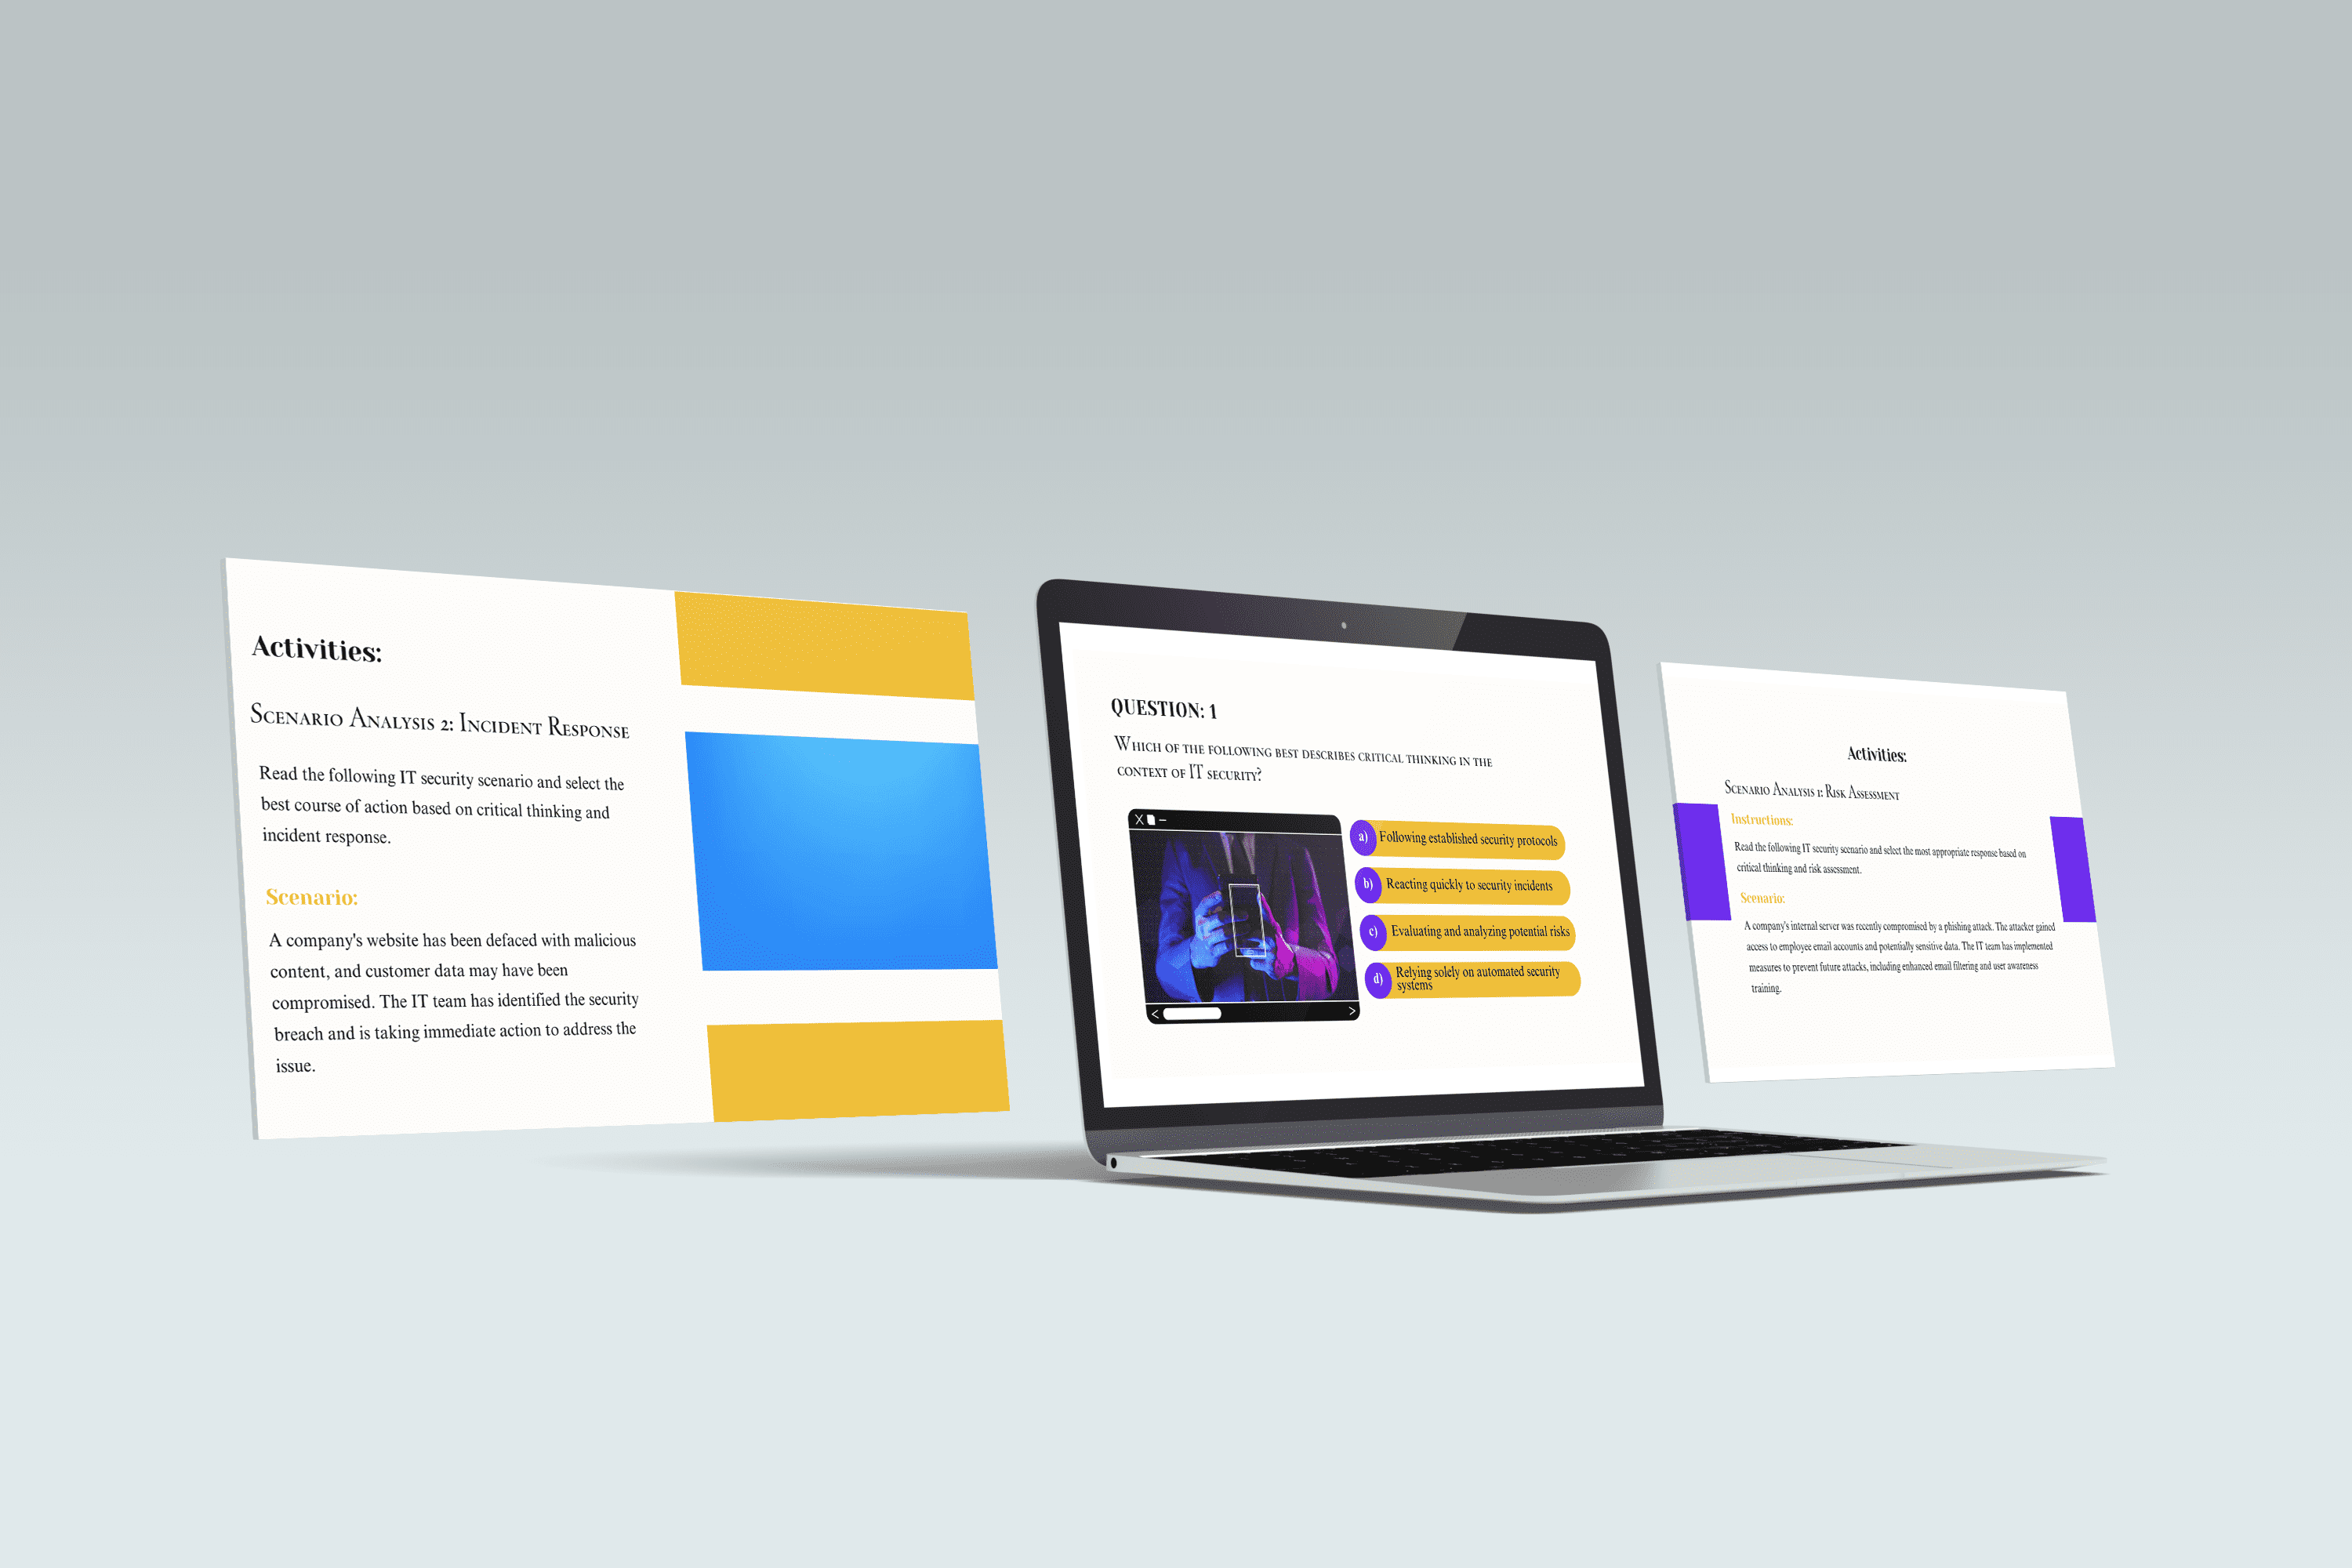 Activities:
Scenario Analysis 2: Incident Response
Read the following IT security scenario and select the
best course of action based on critical thinking and
incident response.
Scenario:
A company's website has been defaced with malicious
content, and customer data may have been
compromised. The IT team has identified the security
breach and is taking immediate action to address the
issue.
QUESTION: 1
Which of the following best describes critical thinking in the
context of IT security?
a) Following established security protocols
b) Reacting quickly to security incidents
c) Evaluating and analyzing potential risks
d) Relying solely on automated security
systems
Activities:
Scenario Analysis 1: Risk Assessment
Instructions:
Read the following IT security scenario and select the most appropriate response based on
critical thinking and risk assessment.
Scenario:
A company's internal server was recently compromised by a phishing attack. The attacker gained
access to employee email accounts and potentially sensitive data. The IT team has implemented
measures to prevent future attacks, including enhanced email filtering and user awareness
training.